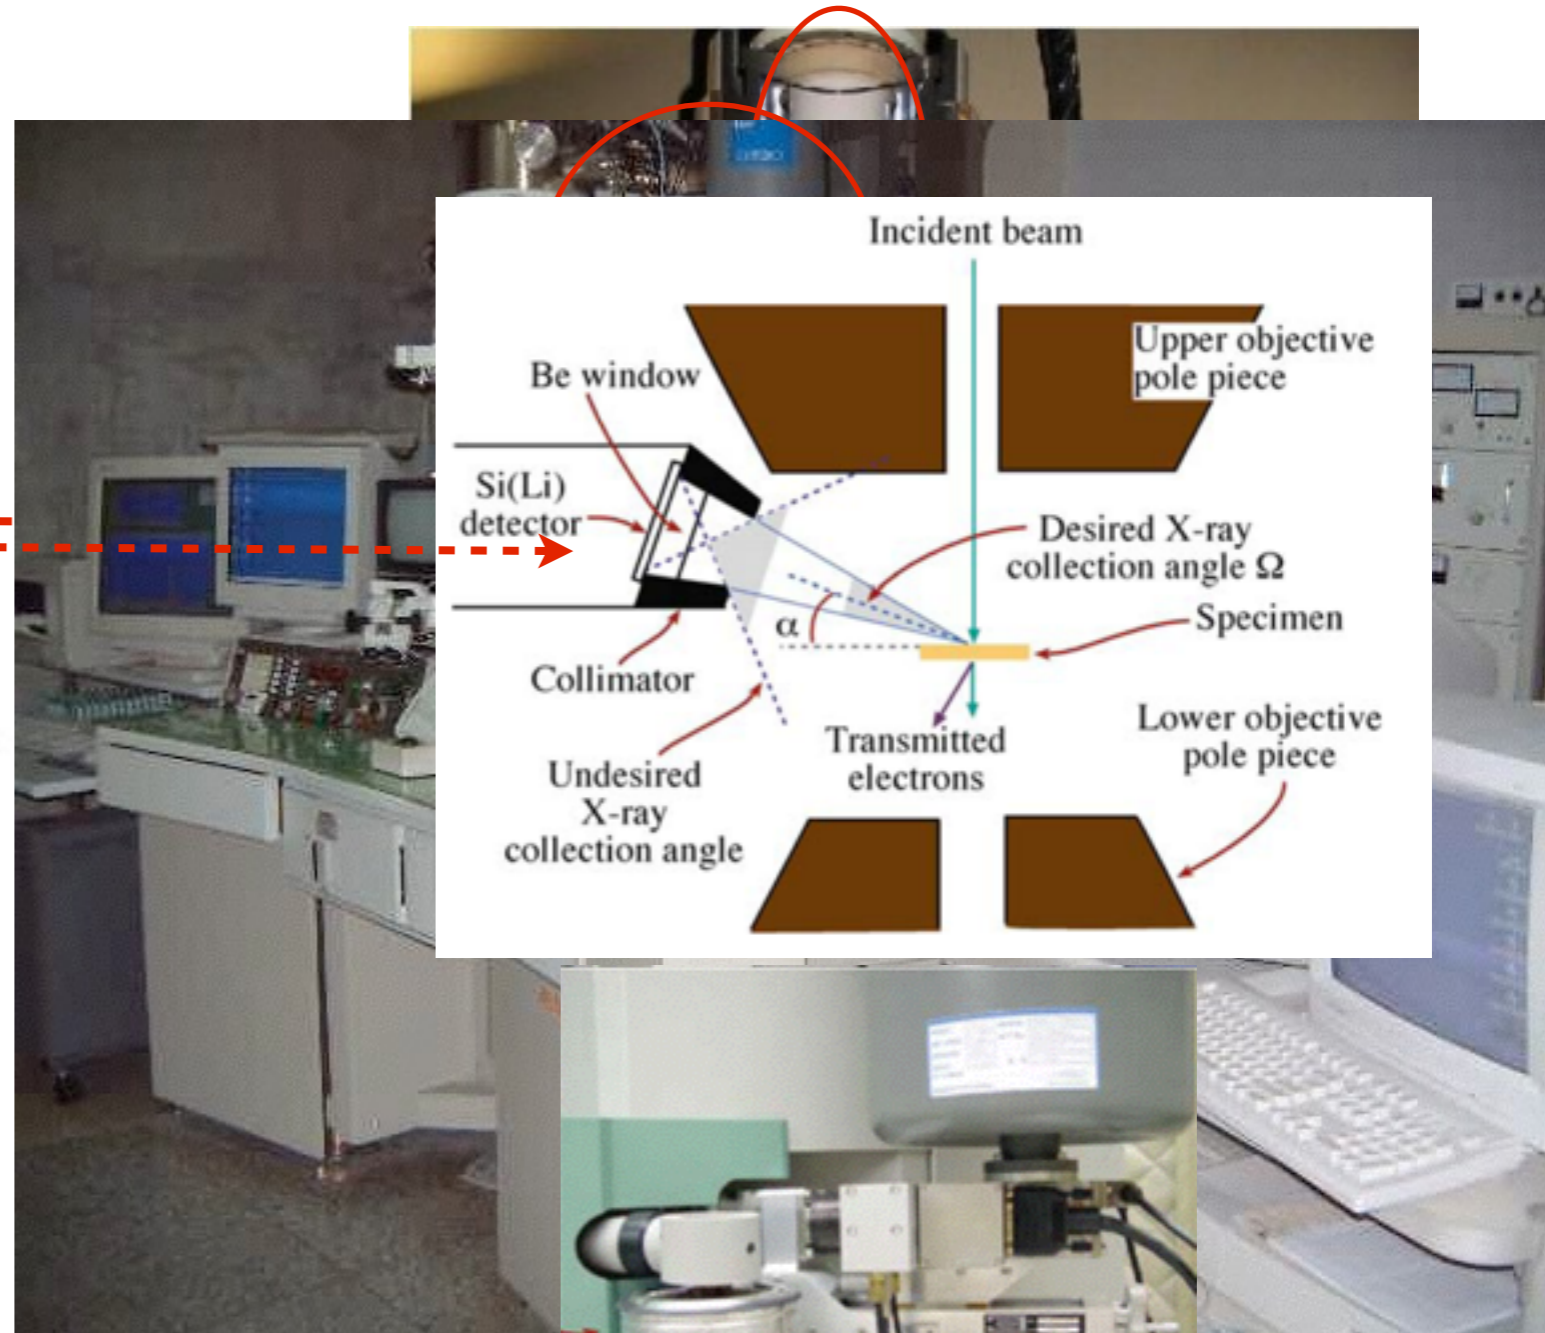 Incident beam
Upper objective
pole piece
Be window
Si(Li)
detector
Desired X-ray
collection angle Ω
α
Specimen
Collimator
Transmitted
electrons
Lower objective
pole piece
Undesired
X-ray
collection angle